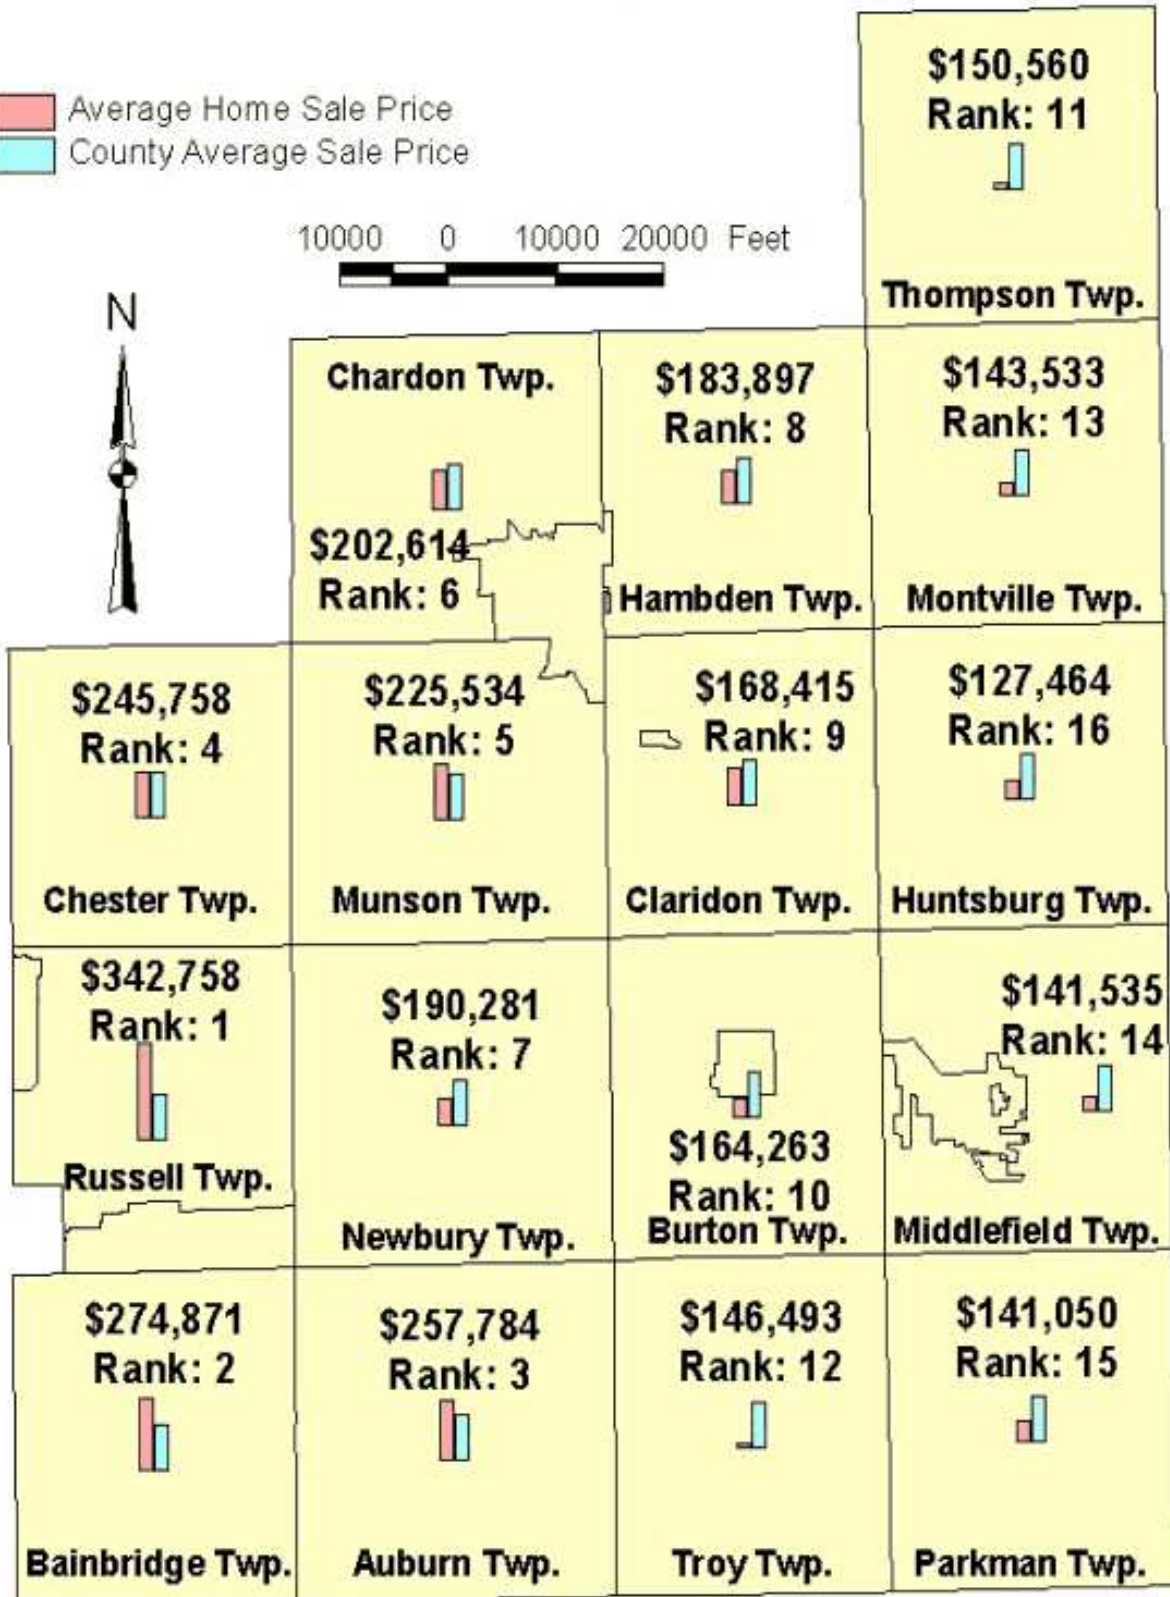 $150,560
Rank: 11
Thompson Twp.
Average Home Sale Price
County Average Sale Price
10000 0 10000 20000 Feet
N
Chardon Twp.
$202,614
Rank: 6
$183,897
Rank: 8
Hambden Twp.
$143,533
Rank: 13
Montville Twp.
$245,758
Rank: 4
Chester Twp.
$225,534
Rank: 5
Munson Twp.
$168,415
Rank: 9
Claridon Twp.
$127,464
Rank: 16
Huntsburg Twp.
$342,758
Rank: 1
Russell Twp.
$190,281
Rank: 7
Newbury Twp.
$164,263
Rank: 10
Burton Twp.
$141,535
Rank: 14
Middlefield Twp.
$274,871
Rank: 2
Bainbridge Twp.
$257,784
Rank: 3
Auburn Twp.
$146,493
Rank: 12
Troy Twp.
$141,050
Rank: 15
Parkman Twp.